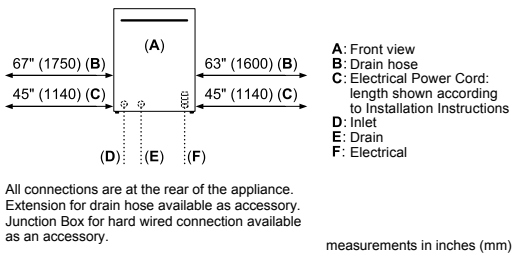 (A)
67" (1750) (B)
63" (1600) (B)
45" (1140) (C)
45" (1140) (C)
(D)
(E)
(F)
A: Front view
B: Drain hose
C: Electrical Power Cord:
length shown according
to Installation Instructions
D: Inlet
E: Drain
F: Electrical
All connections are at the rear of the appliance.
Extension for drain hose available as accessory.
Junction Box for hard wired connection available
as an accessory.
measurements in inches (mm)